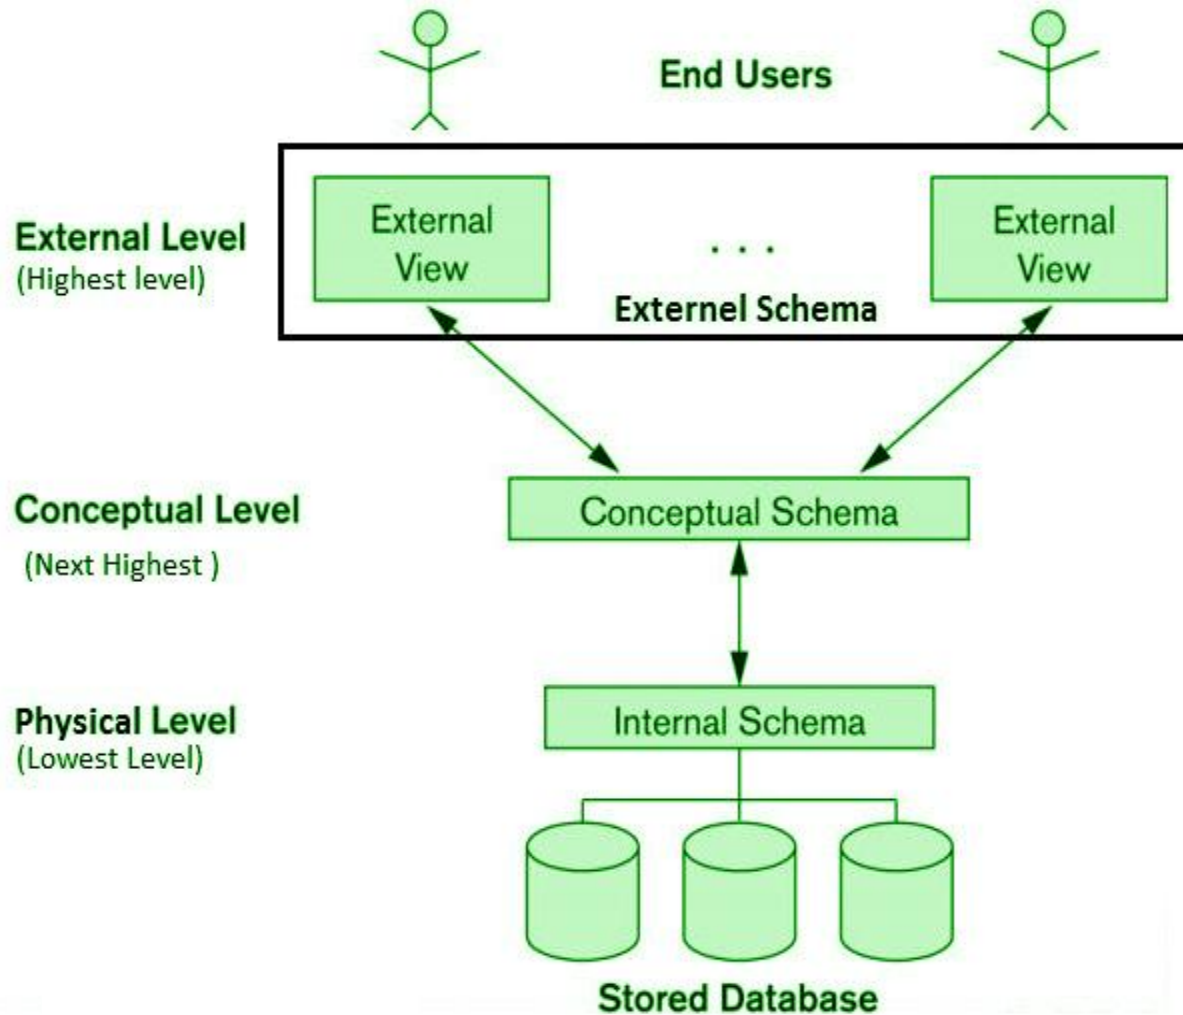 End Users
External Level
(Highest level)
External
View
. . .
External
View
Externel Schema
Conceptual Level
(Next Highest )
Conceptual Schema
Physical Level
(Lowest Level)
Internal Schema
Stored Database